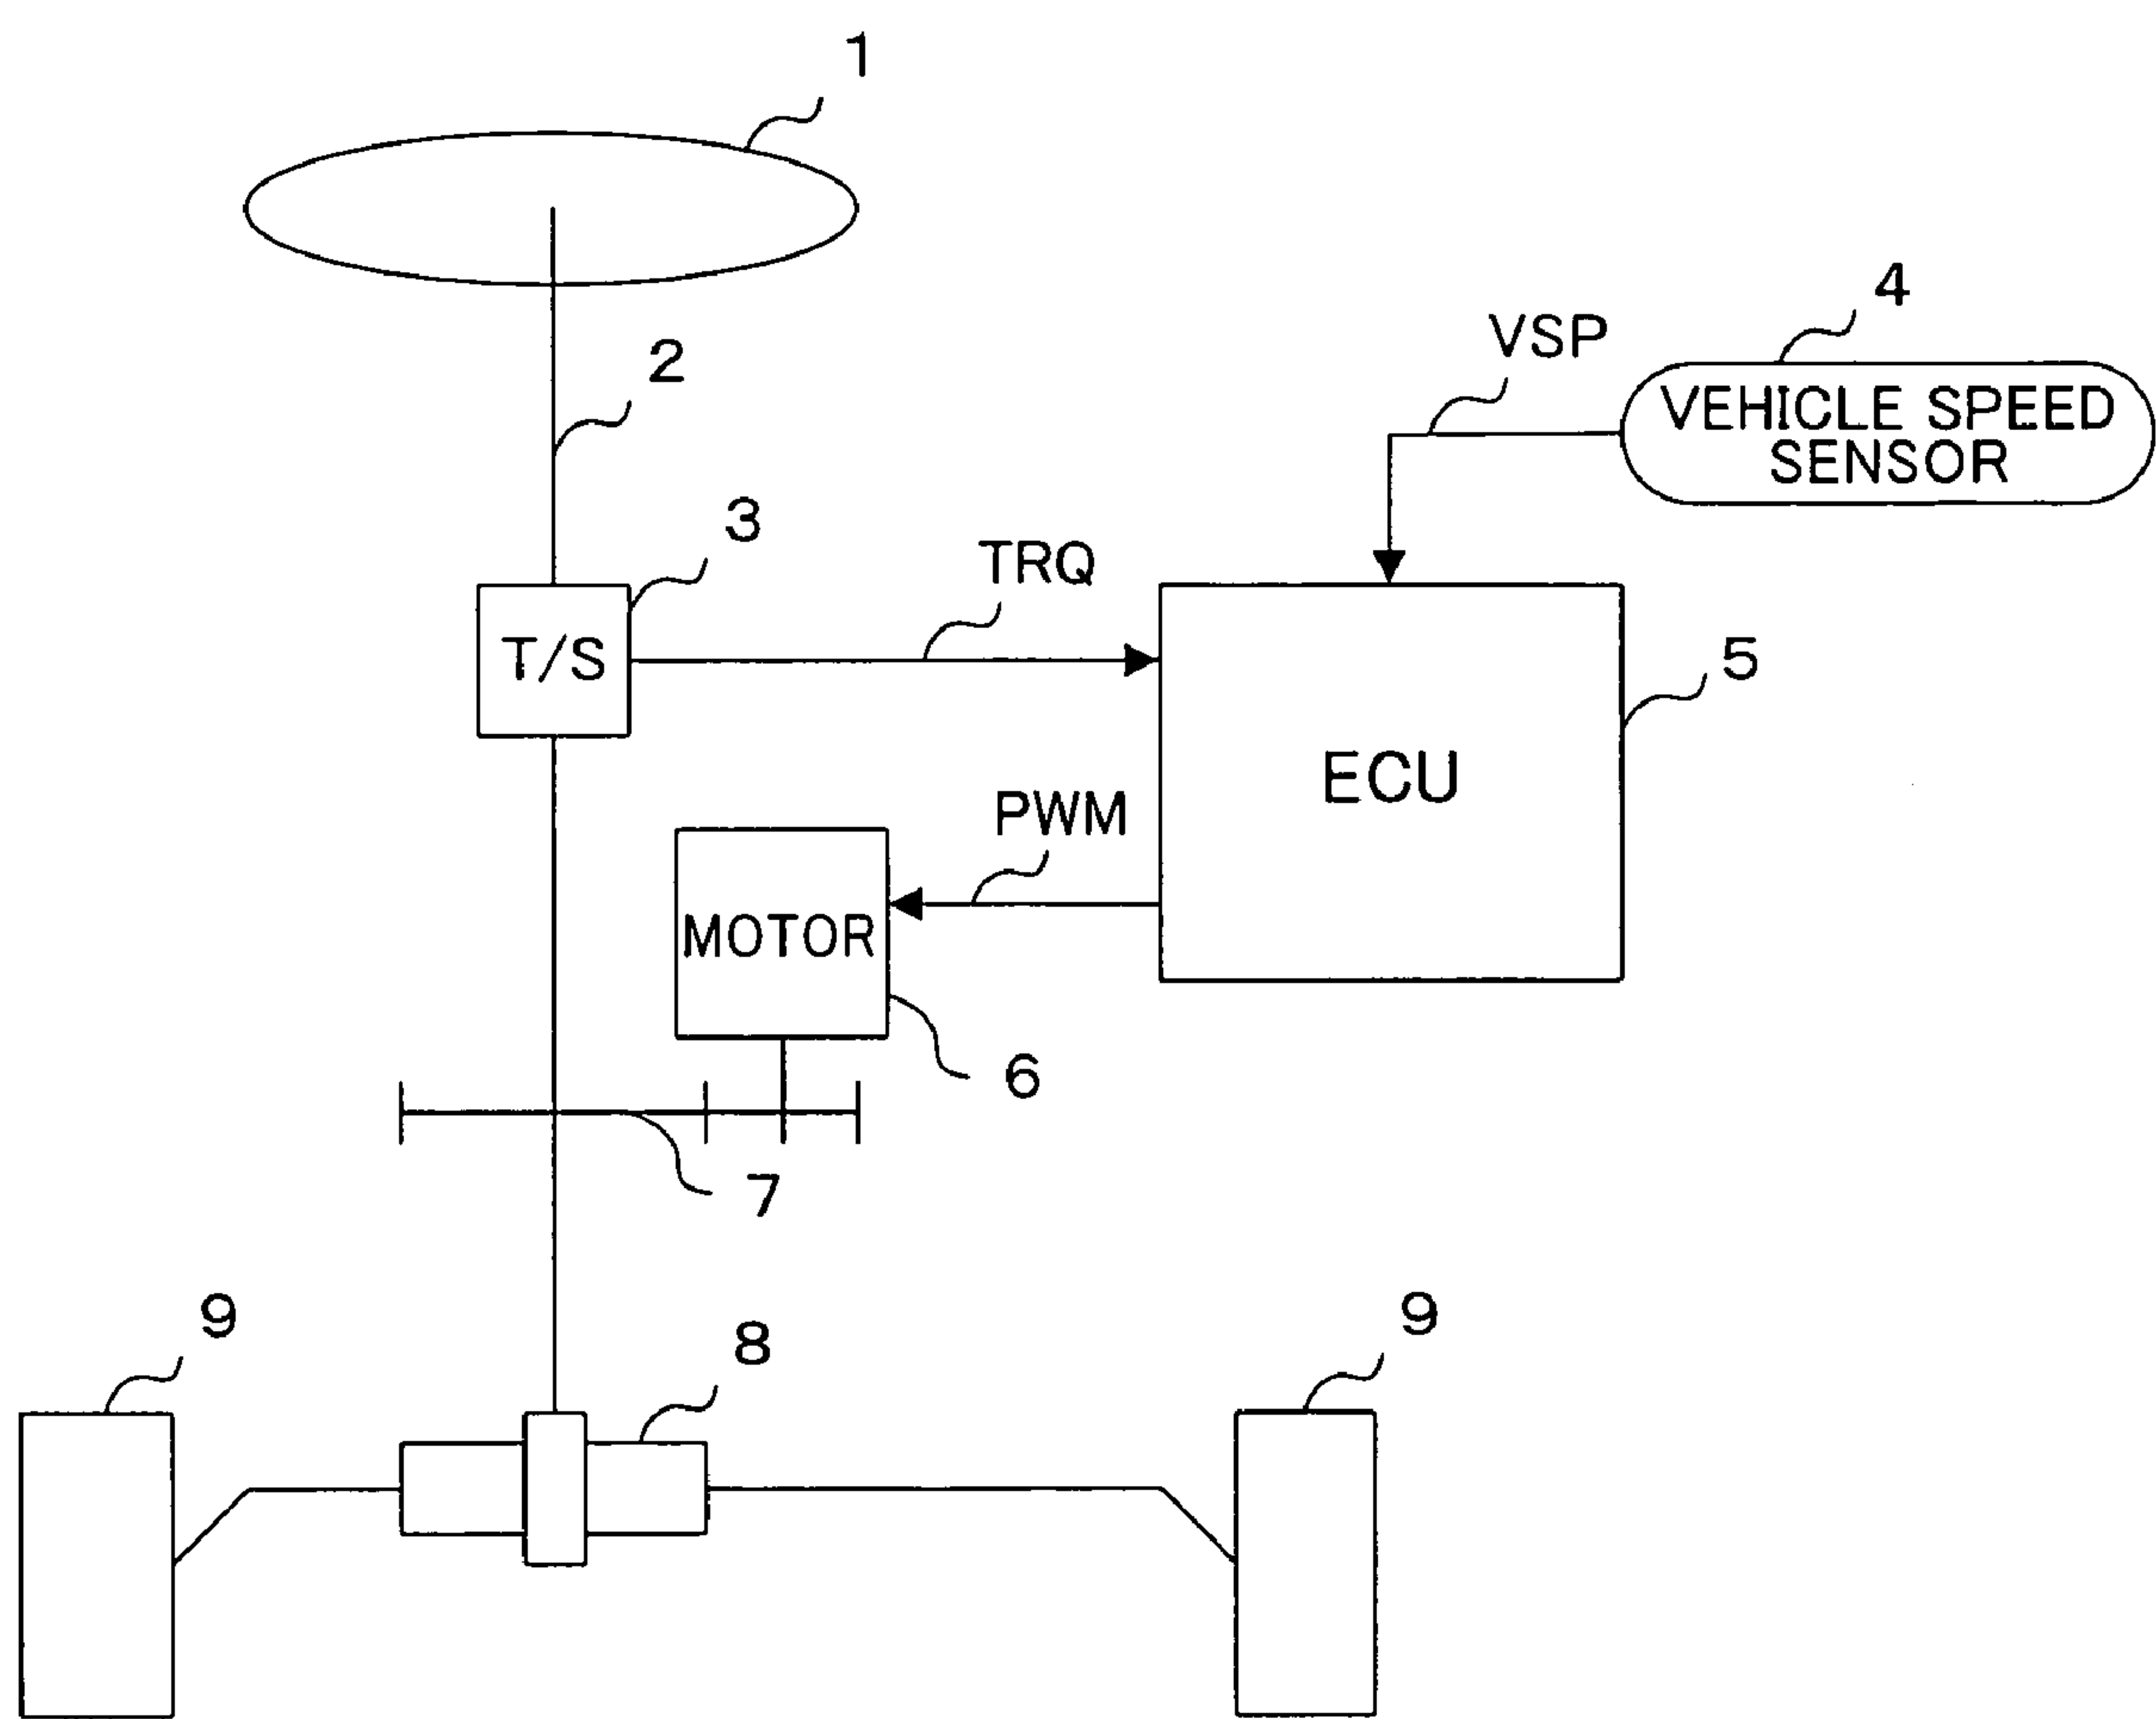 1
4
VSP
2
VEHICLE SPEED
SENSOR
3
TRQ
T/S
5
ECU
PWM
MOTOR
6
7
9
9
8